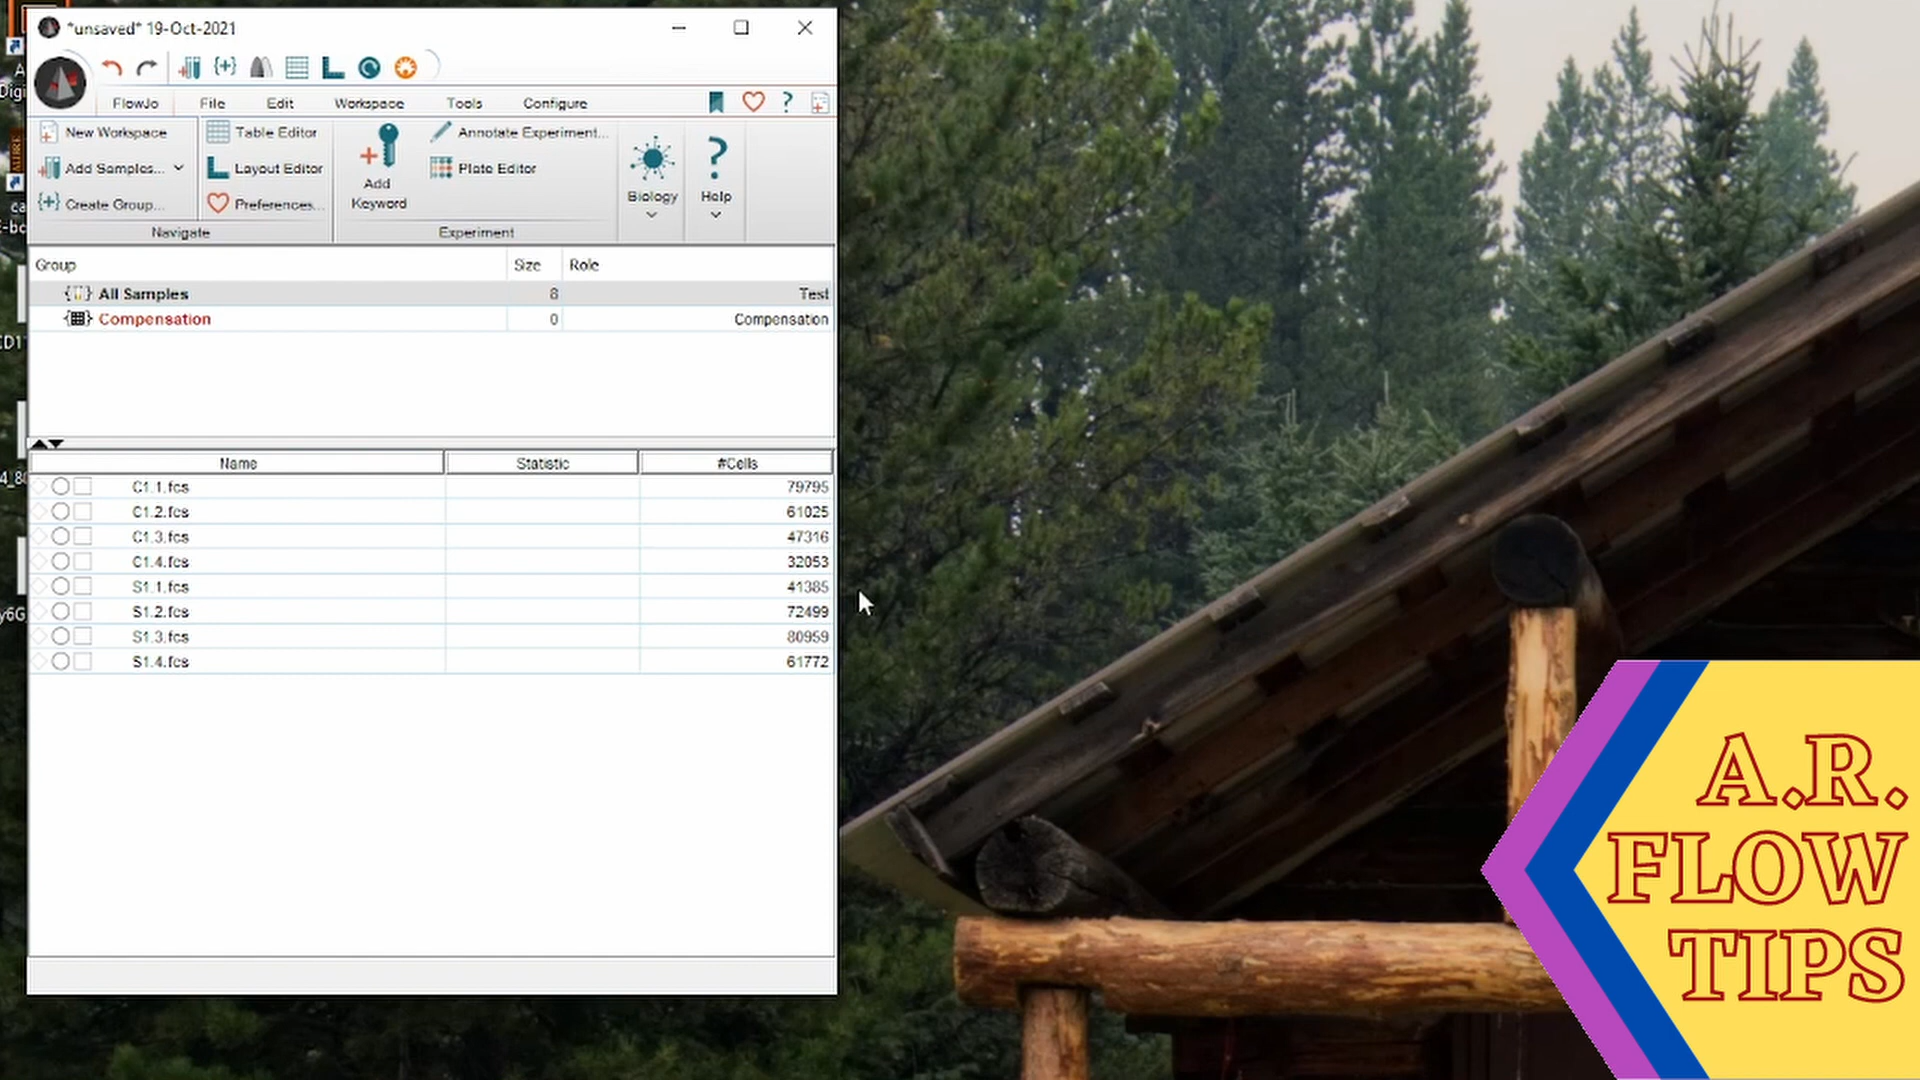 *unsaved* 19-Oct-2021
FlowJo File Edit Workspace Tools Configure
New Workspace
Add Samples...
Create Group...
Navigate
Table Editor
Layout Editor
Preferences...
Add
Keyword
Annotate Experiment...
Plate Editor
Experiment
Biology
Help
Group Size Role
All Samples 8 Test
Compensation 0 Compensation
Name Statistic #Cells
C1.1.fcs 79795
C1.2.fcs 61025
C1.3.fcs 47316
C1.4.fcs 32053
S1.1.fcs 41385
S1.2.fcs 72499
S1.3.fcs 80959
S1.4.fcs 61772
A.R.
FLOW
TIPS